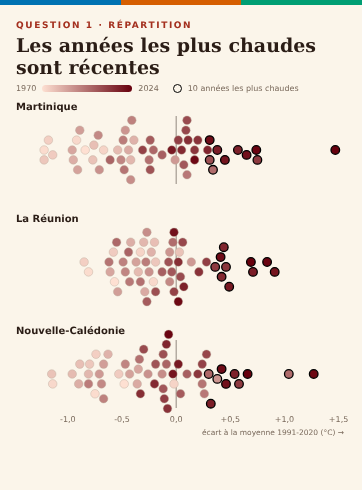 QUESTION 1 · RÉPARTITION
Les années les plus chaudes
sont récentes
1970 2024 10 années les plus chaudes
Martinique
La Réunion
Nouvelle-Calédonie
-1,0 -0,5 0,0 +0,5 +1,0 +1,5
écart à la moyenne 1991-2020 (°C) →